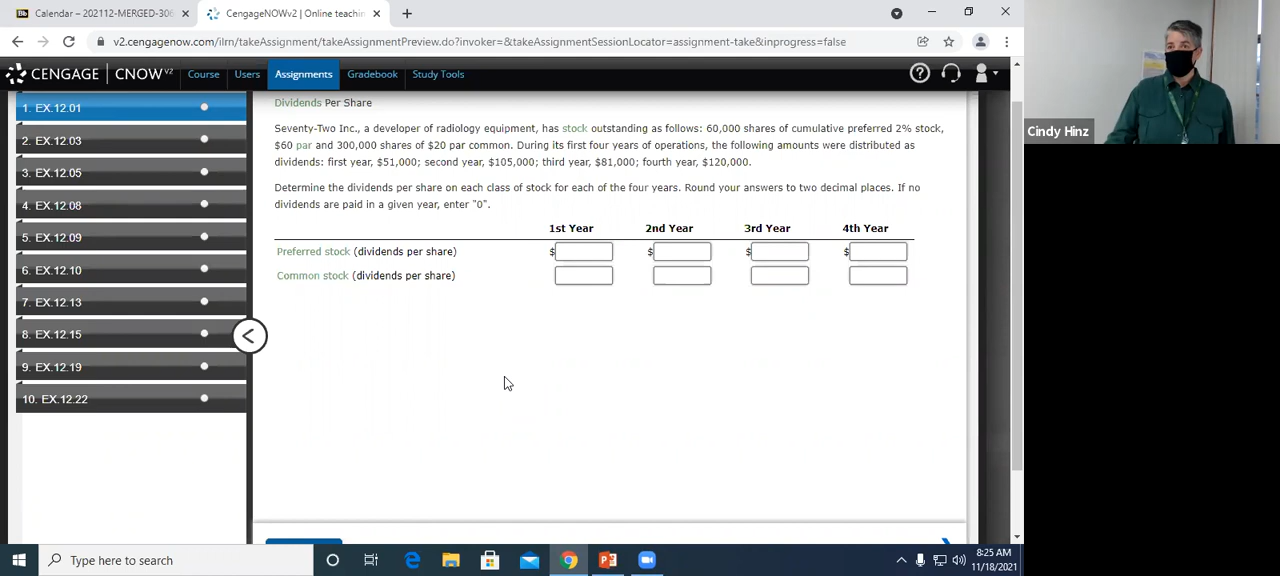 Calendar – 202112-MERGED-306
CengageNOWv2 | Online teachin
v2.cengagenow.com/ilrn/takeAssignment/takeAssignmentPreview.do?invoker=&takeAssignmentSessionLocator=assignment-take&inprogress=false
CENGAGE CNOWv2 Course Users Assignments Gradebook Study Tools
1. EX.12.01
2. EX.12.03
3. EX.12.05
4. EX.12.08
5. EX.12.09
6. EX.12.10
7. EX.12.13
8. EX.12.15
9. EX.12.19
10. EX.12.22
Dividends Per Share
Seventy-Two Inc., a developer of radiology equipment, has stock outstanding as follows: 60,000 shares of cumulative preferred 2% stock,
$60 par and 300,000 shares of $20 par common. During its first four years of operations, the following amounts were distributed as
dividends: first year, $51,000; second year, $105,000; third year, $81,000; fourth year, $120,000.
Determine the dividends per share on each class of stock for each of the four years. Round your answers to two decimal places. If no
dividends are paid in a given year, enter "0".
1st Year 2nd Year 3rd Year 4th Year
Preferred stock (dividends per share) $ $ $ $
Common stock (dividends per share)
Cindy Hinz
Type here to search
8:25 AM
11/18/2021